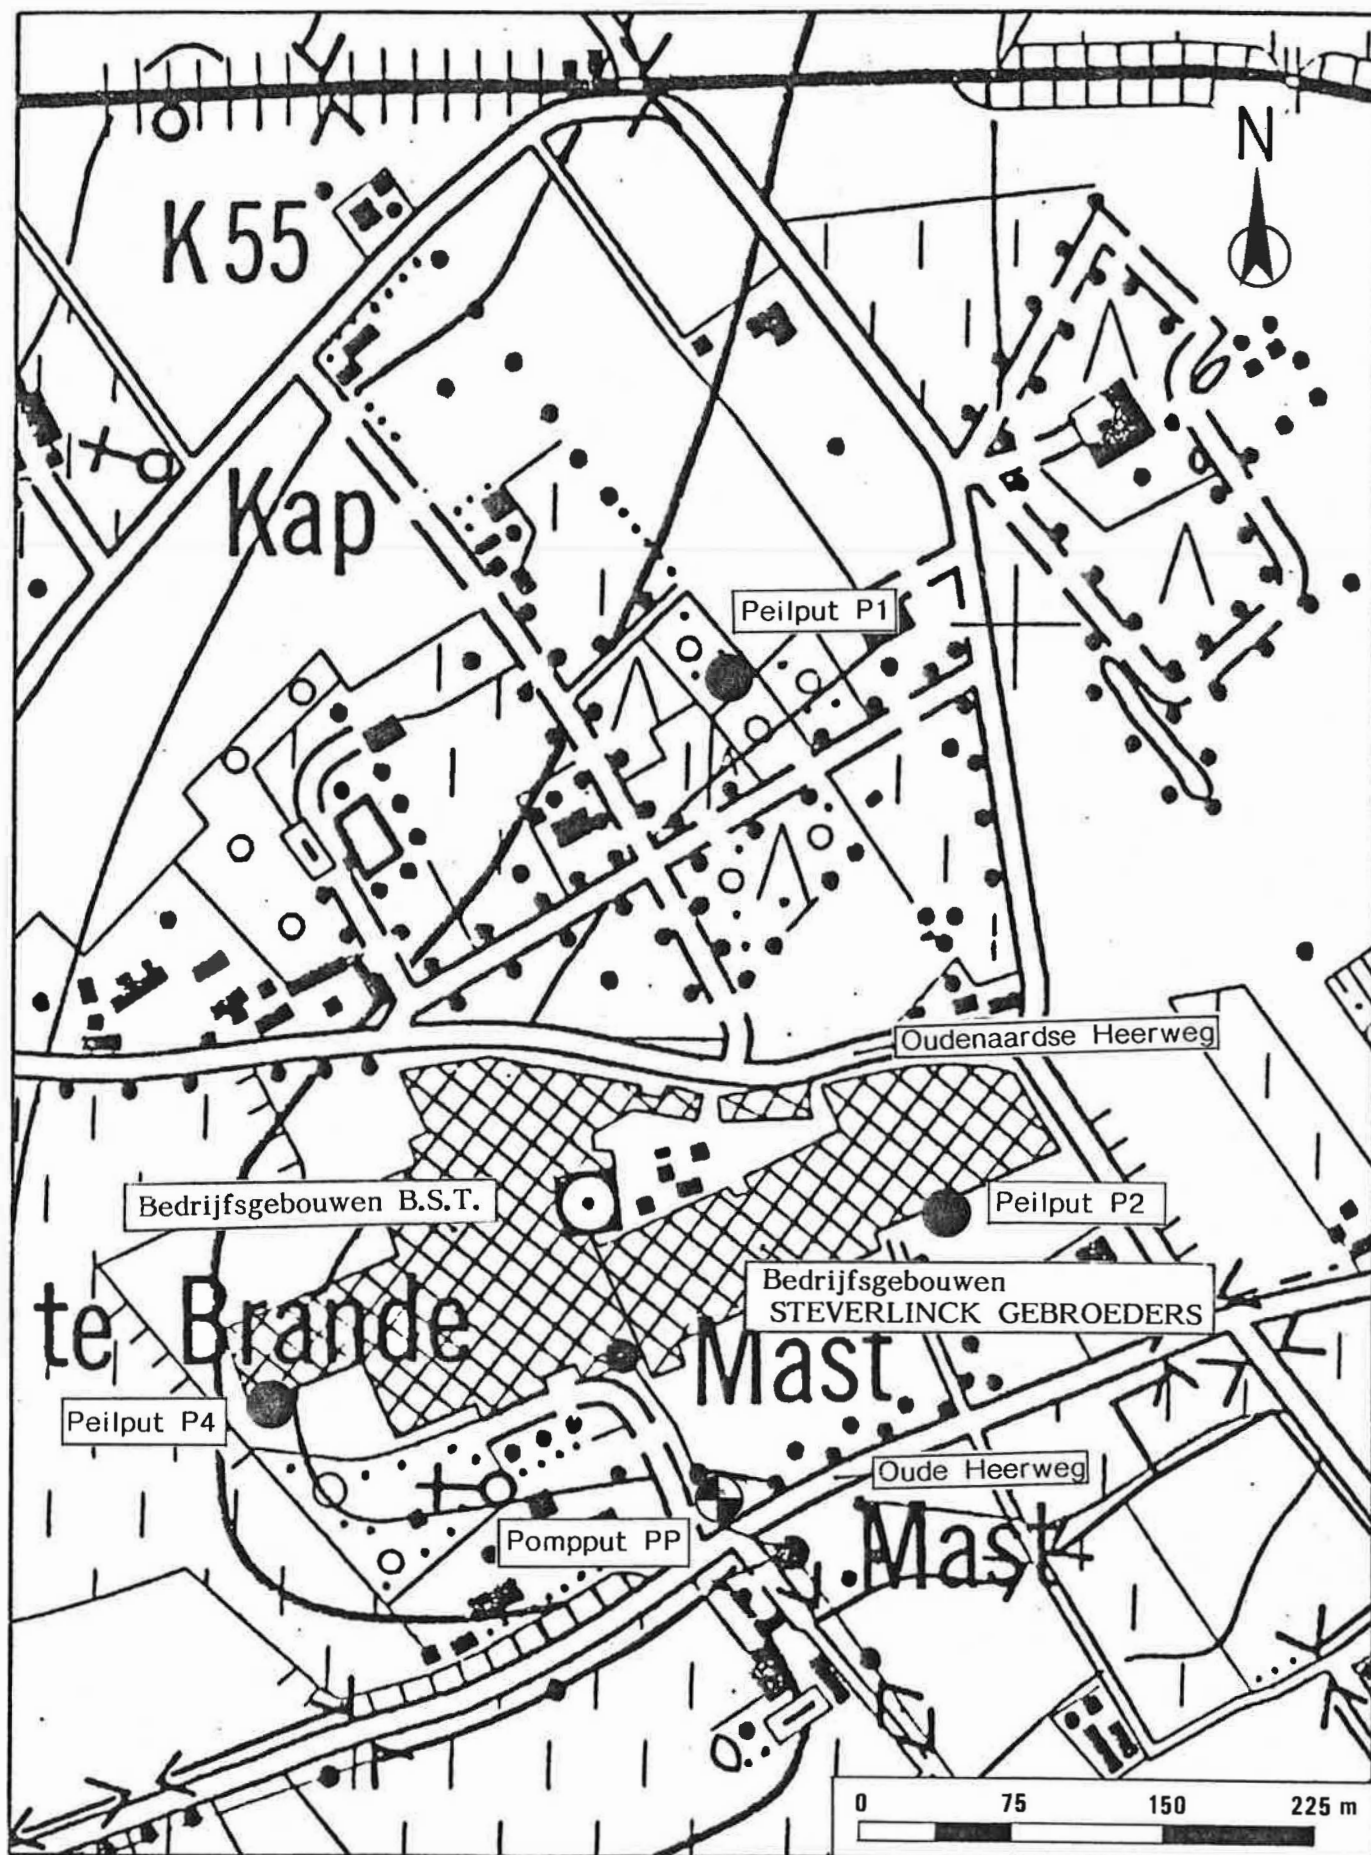 N
K55
Kap
Peilput P1
Oudenaardse Heerweg
Bedrijfsgebouwen B.S.T.
Peilput P2
Bedrijfsgebouwen
STEVERLINCK GEBROEDERS
te Brande
Mast
Peilput P4
Oude Heerweg
Pompput PP
Mast
0 75 150 225 m